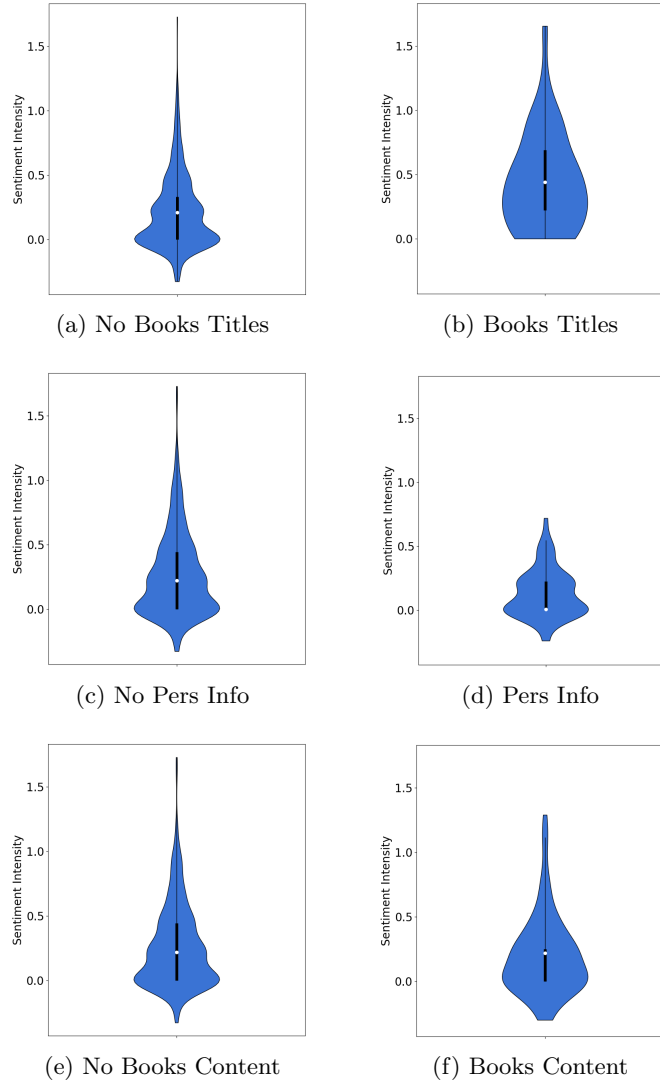 1.5
1.0
0.5
0.0
Sentiment Intensity
(a) No Books Titles
1.5
1.0
0.5
0.0
Sentiment Intensity
(b) Books Titles
1.5
1.0
0.5
0.0
Sentiment Intensity
(c) No Pers Info
1.5
1.0
0.5
0.0
Sentiment Intensity
(d) Pers Info
1.5
1.0
0.5
0.0
Sentiment Intensity
(e) No Books Content
1.5
1.0
0.5
0.0
Sentiment Intensity
(f) Books Content